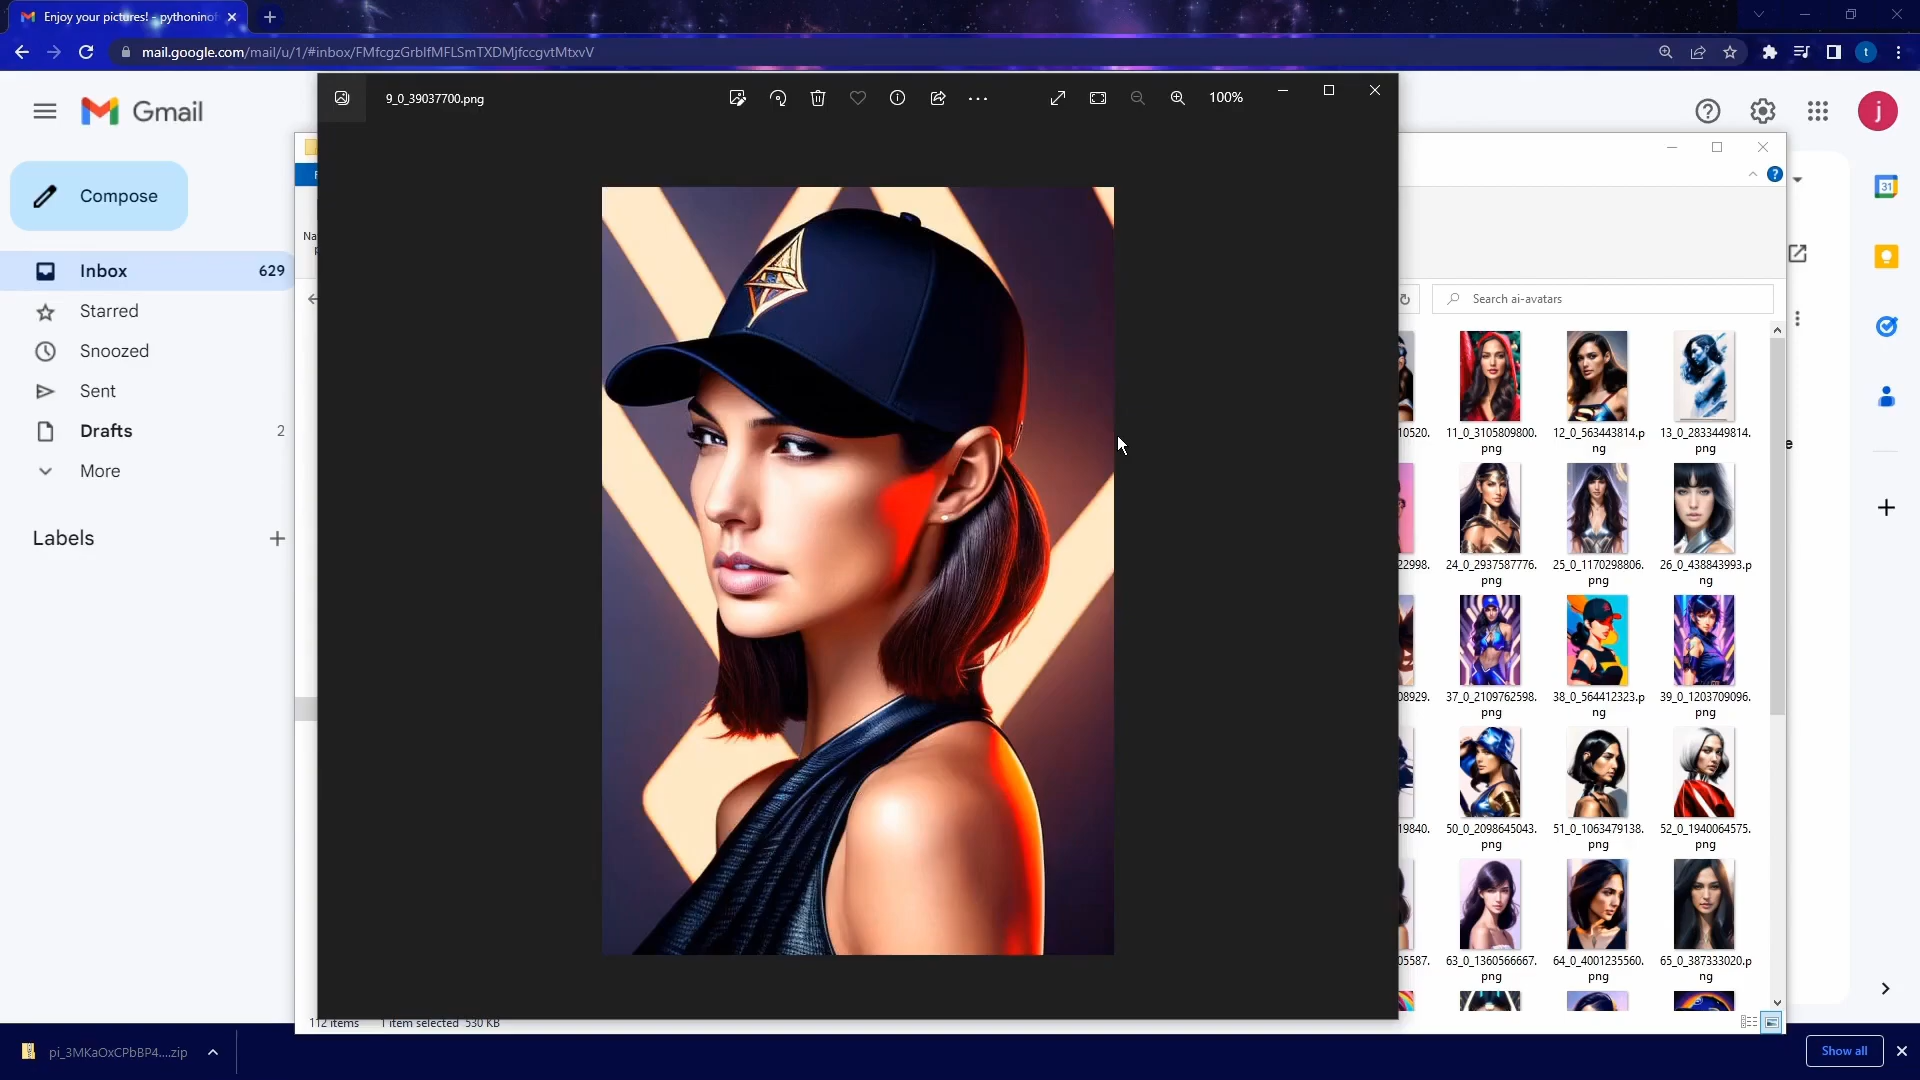 Enjoy your pictures! - pythoninof
mail.google.com/mail/u/1/#inbox/FMfcgzGrblfMFLSmTXDMjfccgvtMtxvV
9_0_39037700.png
100%
Gmail
Compose
Inbox 629
Starred
Snoozed
Sent
Drafts 2
More
Labels
Na
Search ai-avatars
10520. 11_0_3105809800. 12_0_563443814.p 13_0_2833449814.
png ng png
22998. 24_0_2937587776. 25_0_1170298806. 26_0_438843993.p
png png ng
08929. 37_0_2109762598. 38_0_564412323.p 39_0_1203709096.
png ng png
19840. 50_0_2098645043. 51_0_1063479138. 52_0_1940064575.
png png png
05587. 63_0_1360566667. 64_0_4001235560. 65_0_387333020.p
png png ng
112 items 1 item selected 530 KB
pi_3MKaOxCPbBP4....zip
Show all
31
j
t